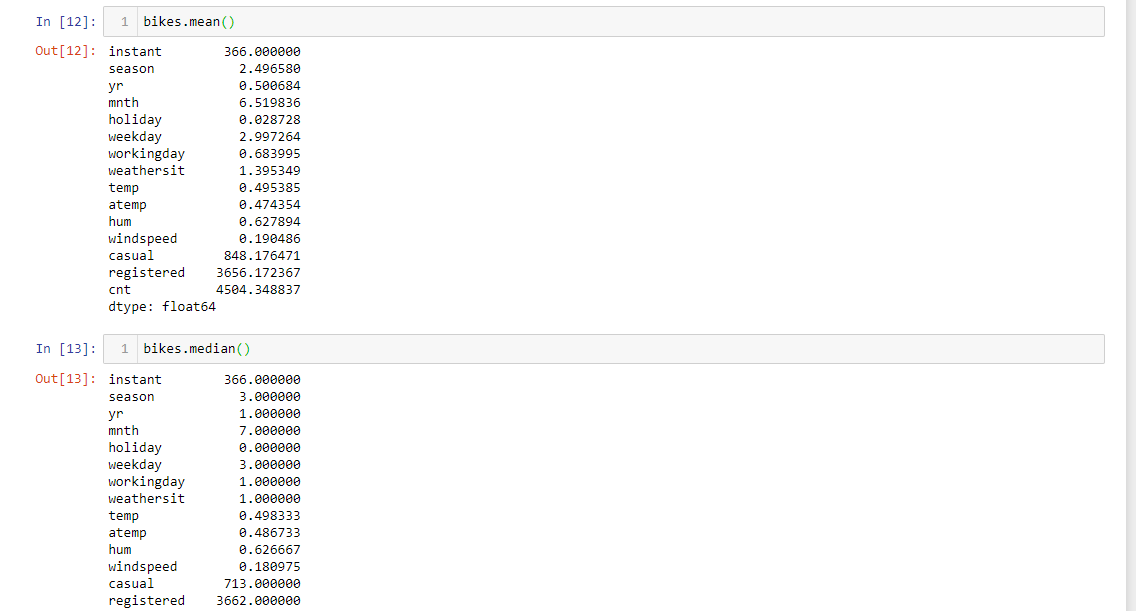 In [12]: 1 bikes.mean()
Out[12]: instant 366.000000
season 2.496580
yr 0.500684
mnth 6.519836
holiday 0.028728
weekday 2.997264
workingday 0.683995
weathersit 1.395349
temp 0.495385
atemp 0.474354
hum 0.627894
windspeed 0.190486
casual 848.176471
registered 3656.172367
cnt 4504.348837
dtype: float64
In [13]: 1 bikes.median()
Out[13]: instant 366.000000
season 3.000000
yr 1.000000
mnth 7.000000
holiday 0.000000
weekday 3.000000
workingday 1.000000
weathersit 1.000000
temp 0.498333
atemp 0.486733
hum 0.626667
windspeed 0.180975
casual 713.000000
registered 3662.000000